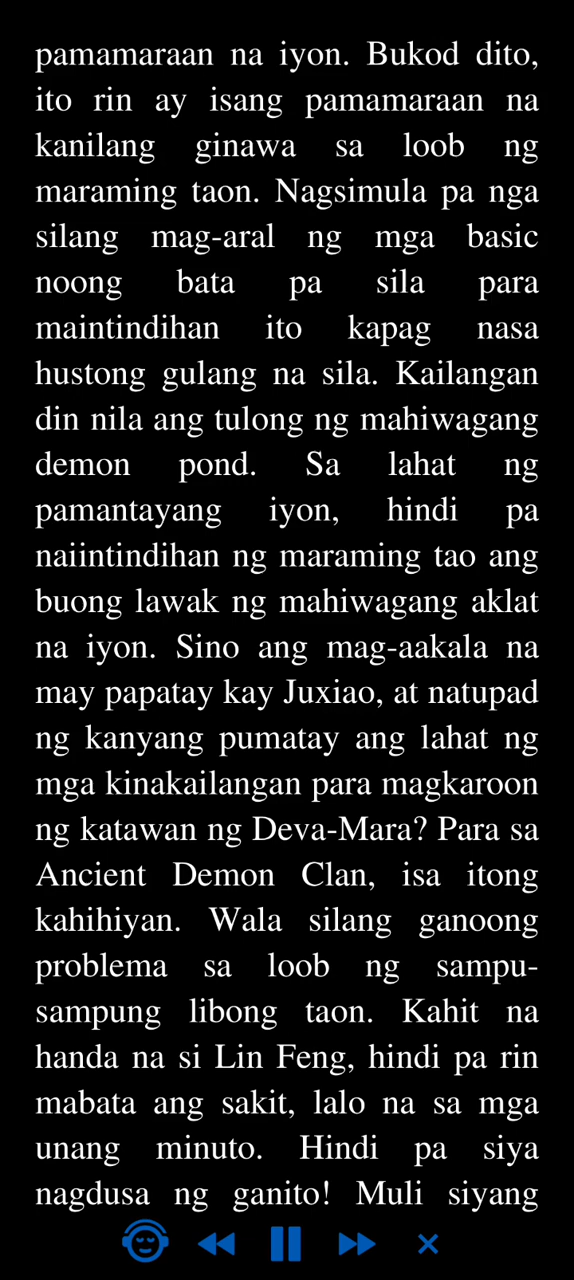 pamamaraan na iyon. Bukod dito,
ito rin ay isang pamamaraan na
kanilang ginawa sa loob ng
maraming taon. Nagsimula pa nga
silang mag-aral ng mga basic
noong bata pa sila para
maintindihan ito kapag nasa
hustong gulang na sila. Kailangan
din nila ang tulong ng mahiwagang
demon pond. Sa lahat ng
pamantayang iyon, hindi pa
naiintindihan ng maraming tao ang
buong lawak ng mahiwagang aklat
na iyon. Sino ang mag-aakala na
may papatay kay Juxiao, at natupad
ng kanyang pumatay ang lahat ng
mga kinakailangan para magkaroon
ng katawan ng Deva-Mara? Para sa
Ancient Demon Clan, isa itong
kahihiyan. Wala silang ganoong
problema sa loob ng sampu-
sampung libong taon. Kahit na
handa na si Lin Feng, hindi pa rin
mabata ang sakit, lalo na sa mga
unang minuto. Hindi pa siya
nagdusa ng ganito! Muli siyang